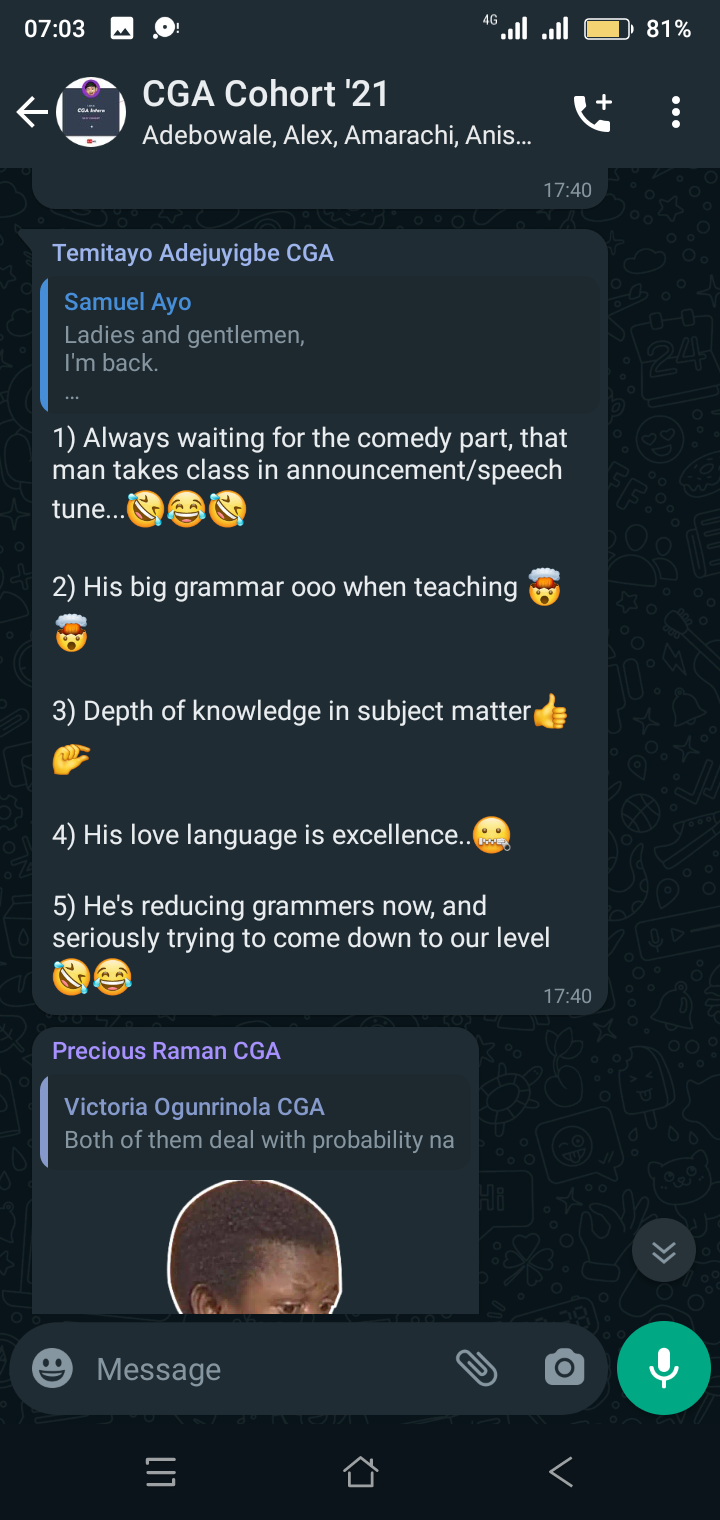 07:03
4G
81%
CGA Cohort '21
Adebowale, Alex, Amarachi, Anis...
17:40
Temitayo Adejuyigbe CGA
Samuel Ayo
Ladies and gentlemen,
I'm back.
...
1) Always waiting for the comedy part, that
man takes class in announcement/speech
tune...🤣😂🤣
2) His big grammar ooo when teaching 🤯
🤯
3) Depth of knowledge in subject matter👍
🤏
4) His love language is excellence..🤐
5) He's reducing grammers now, and
seriously trying to come down to our level
🤣😂
17:40
Precious Raman CGA
Victoria Ogunrinola CGA
Both of them deal with probability na
Message